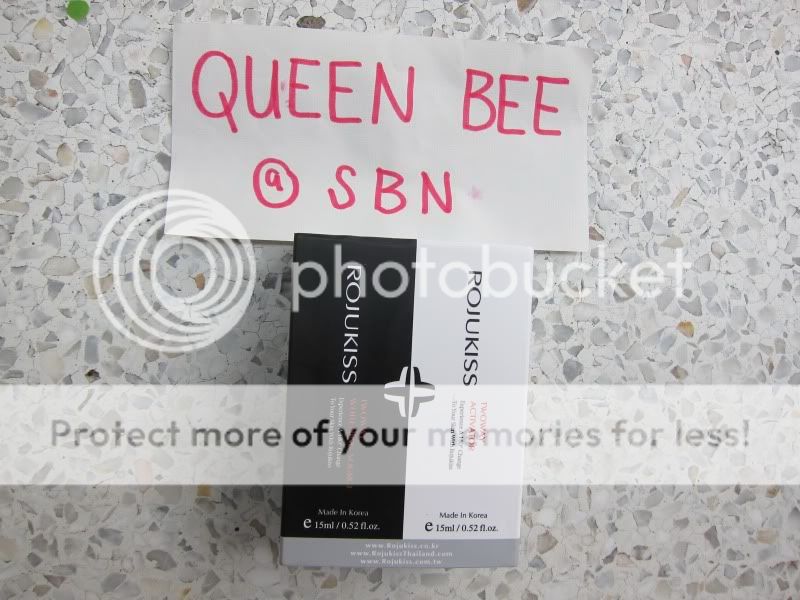 QUEEN BEE
@ SBN
photobucket
ROJUKISS
ROJUKISS
TWOWAY
ACTIVATOR
Protect more of your memories for less!
Made In Korea
Made In Korea
e 15ml / 0.52 fl.oz.
e 15ml / 0.52 fl.oz.
www.Rojukiss.co.kr
www.RojukissThailand.com
www.Rojukiss.com.tw